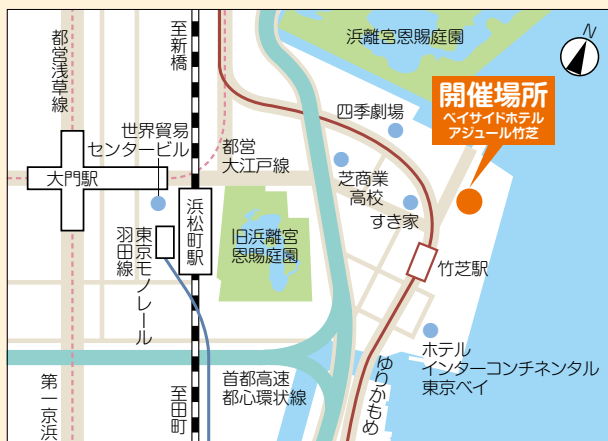 浜離宮恩賜庭園
N
至新橋
都営浅草線
開催場所
ベイサイドホテル
アジュール竹芝
四季劇場
世界貿易
センタービル
都営
大江戸線
芝商業
高校
大門駅
すき家
浜松町駅
旧浜離宮
恩賜庭園
東京モノレール
羽田線
竹芝駅
ホテル
インターコンチネンタル
東京ベイ
ゆりかもめ
首都高速
都心環状線
至田町
第一京浜